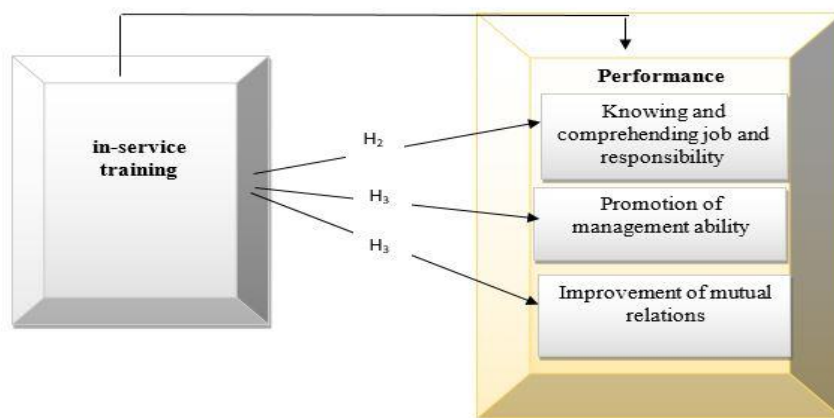 in-service
training
H₂
H₃
H₃
Performance
Knowing and
comprehending job and
responsibility
Promotion of
management ability
Improvement of mutual
relations